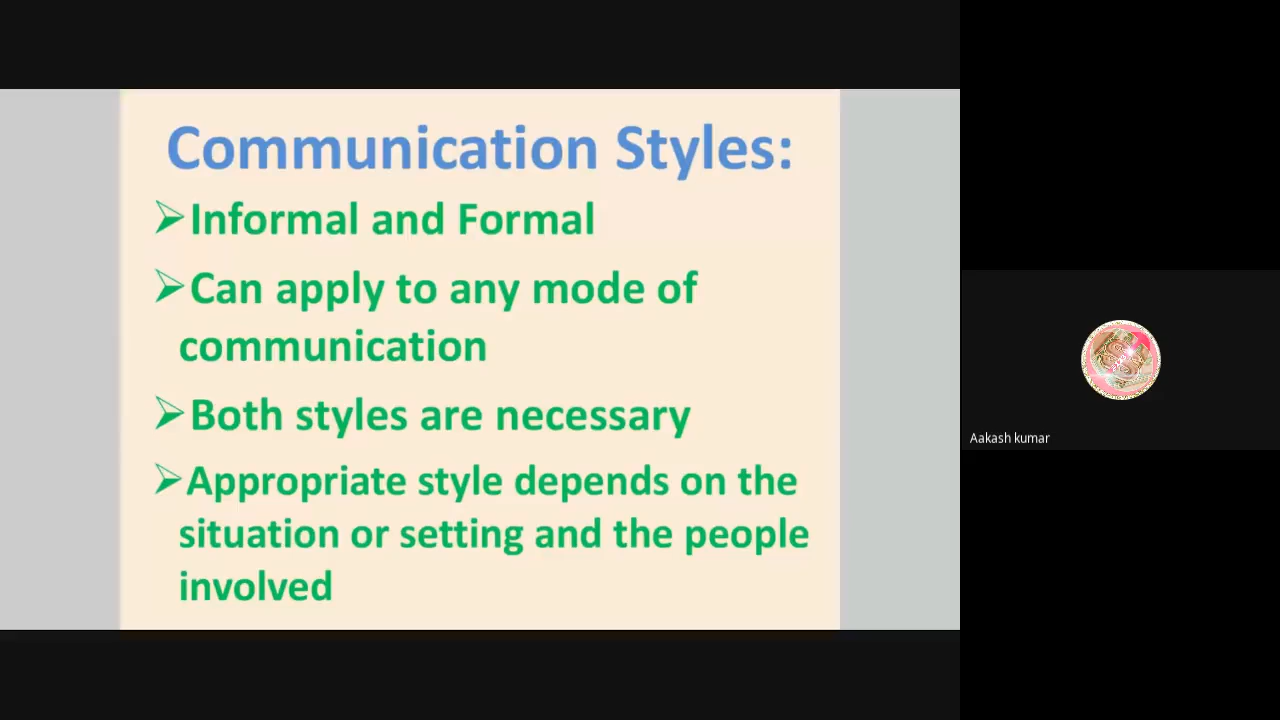 Communication Styles:
➢Informal and Formal
➢Can apply to any mode of
communication
➢Both styles are necessary
➢Appropriate style depends on the
situation or setting and the people
involved
Aakash kumar